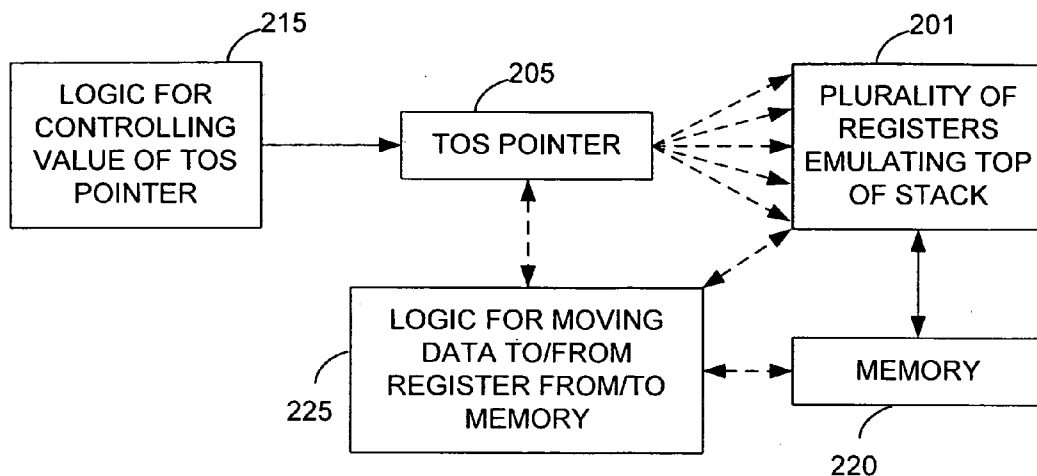 215
LOGIC FOR
CONTROLLING
VALUE OF TOS
POINTER
205
TOS POINTER
201
PLURALITY OF
REGISTERS
EMULATING TOP
OF STACK
LOGIC FOR MOVING
DATA TO/FROM
REGISTER FROM/TO
MEMORY
225
MEMORY
220